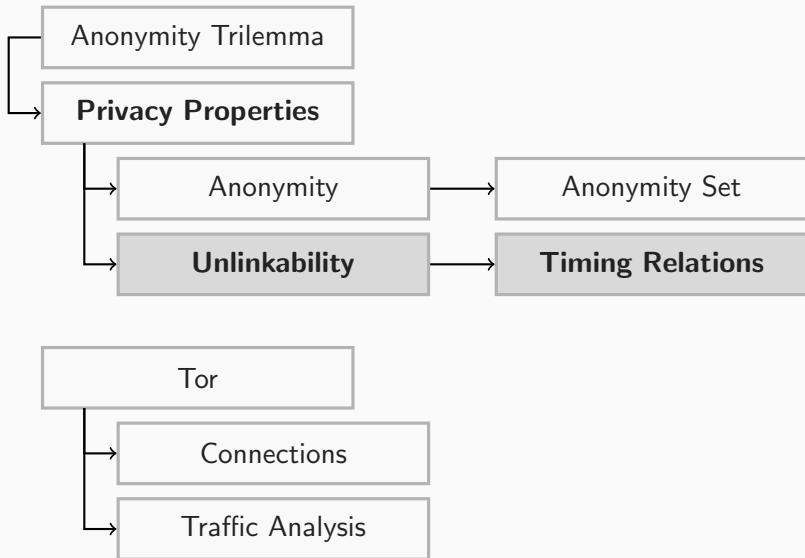 Anonymity Trilemma
Privacy Properties
Anonymity
Anonymity Set
Unlinkability
Timing Relations
Tor
Connections
Traffic Analysis